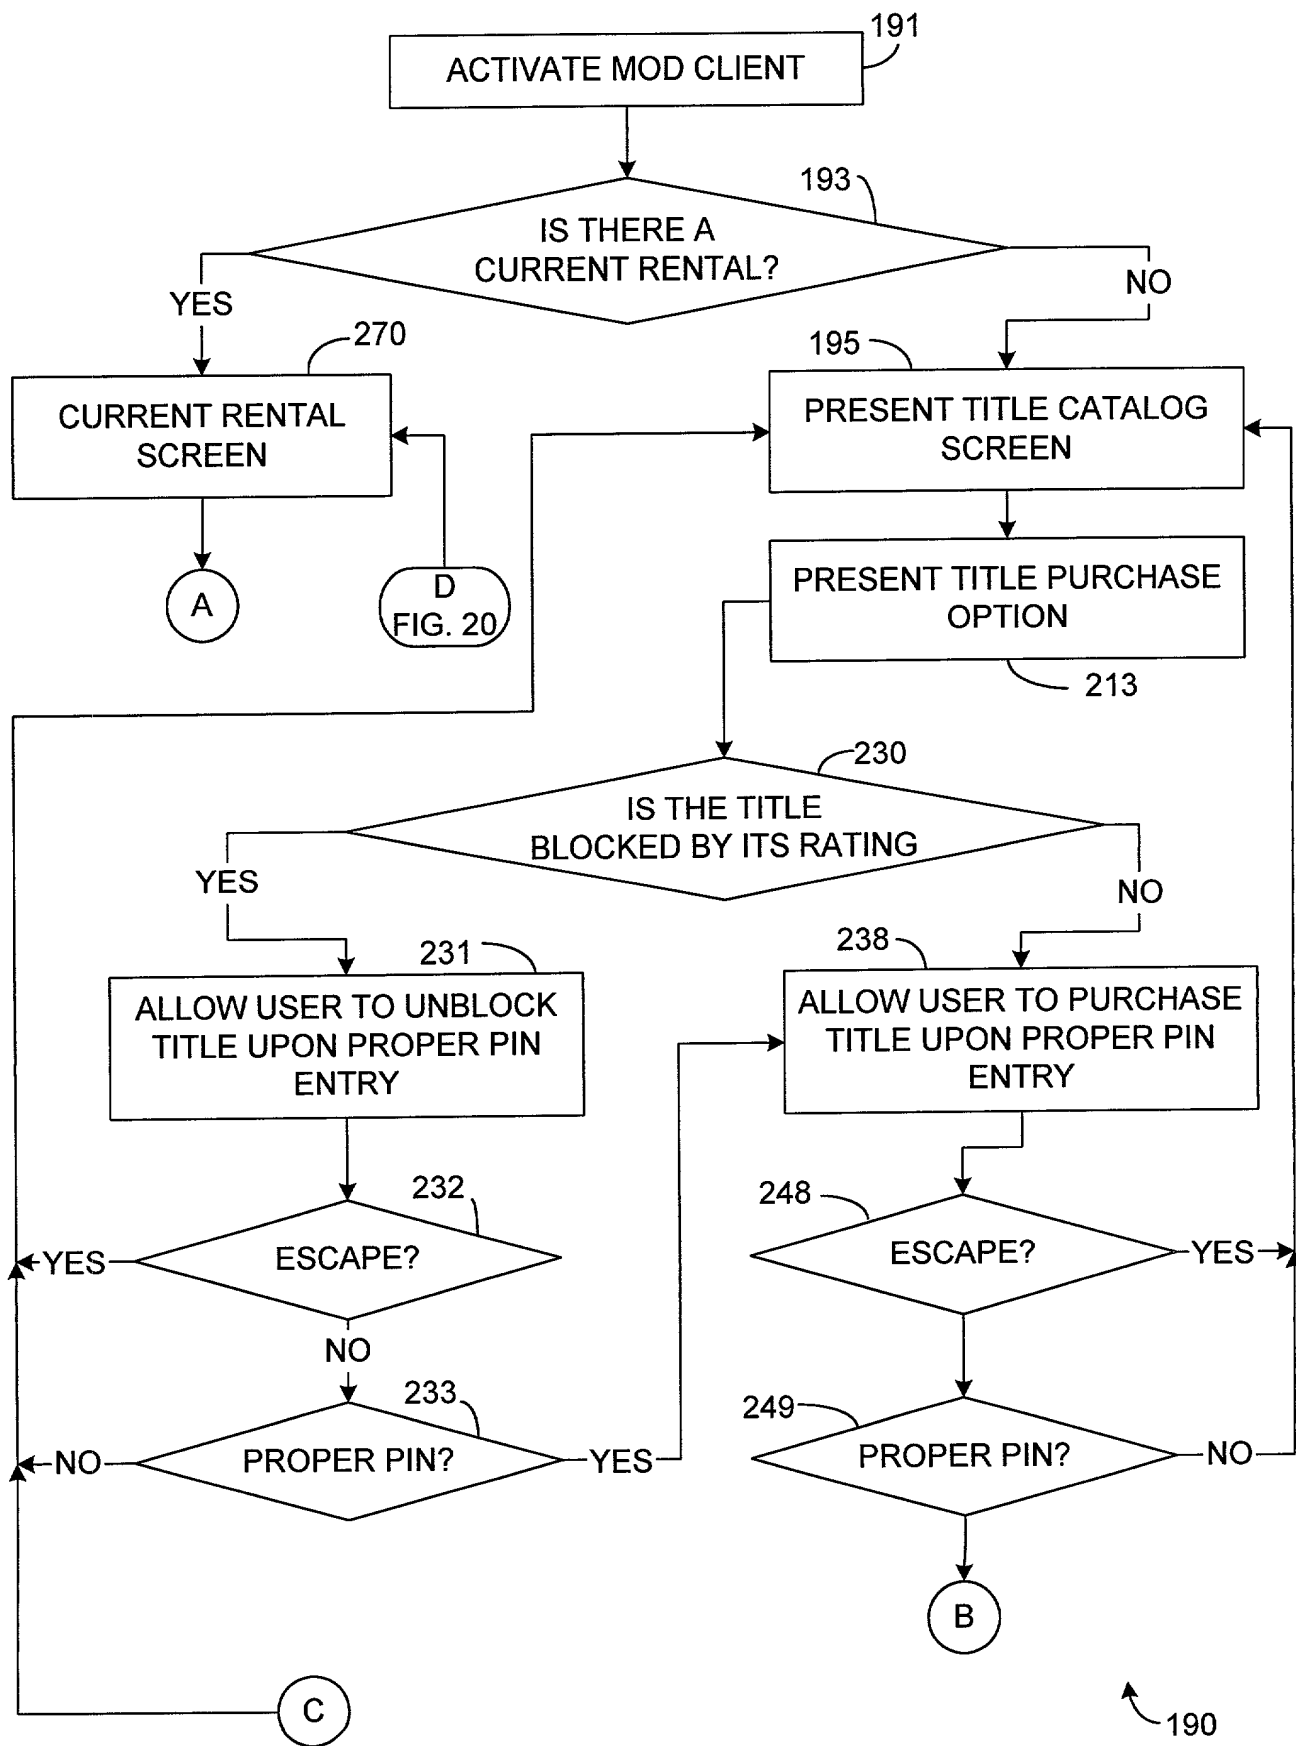 191
ACTIVATE MOD CLIENT
193
IS THERE A
CURRENT RENTAL?
YES
NO
270
195
CURRENT RENTAL
SCREEN
PRESENT TITLE CATALOG
SCREEN
A
D
FIG. 20
PRESENT TITLE PURCHASE
OPTION
213
230
IS THE TITLE
BLOCKED BY ITS RATING
YES
NO
231
238
ALLOW USER TO UNBLOCK
TITLE UPON PROPER PIN
ENTRY
ALLOW USER TO PURCHASE
TITLE UPON PROPER PIN
ENTRY
232
248
YES
ESCAPE?
ESCAPE?
YES
NO
233
249
NO
PROPER PIN?
YES
PROPER PIN?
NO
B
C
190